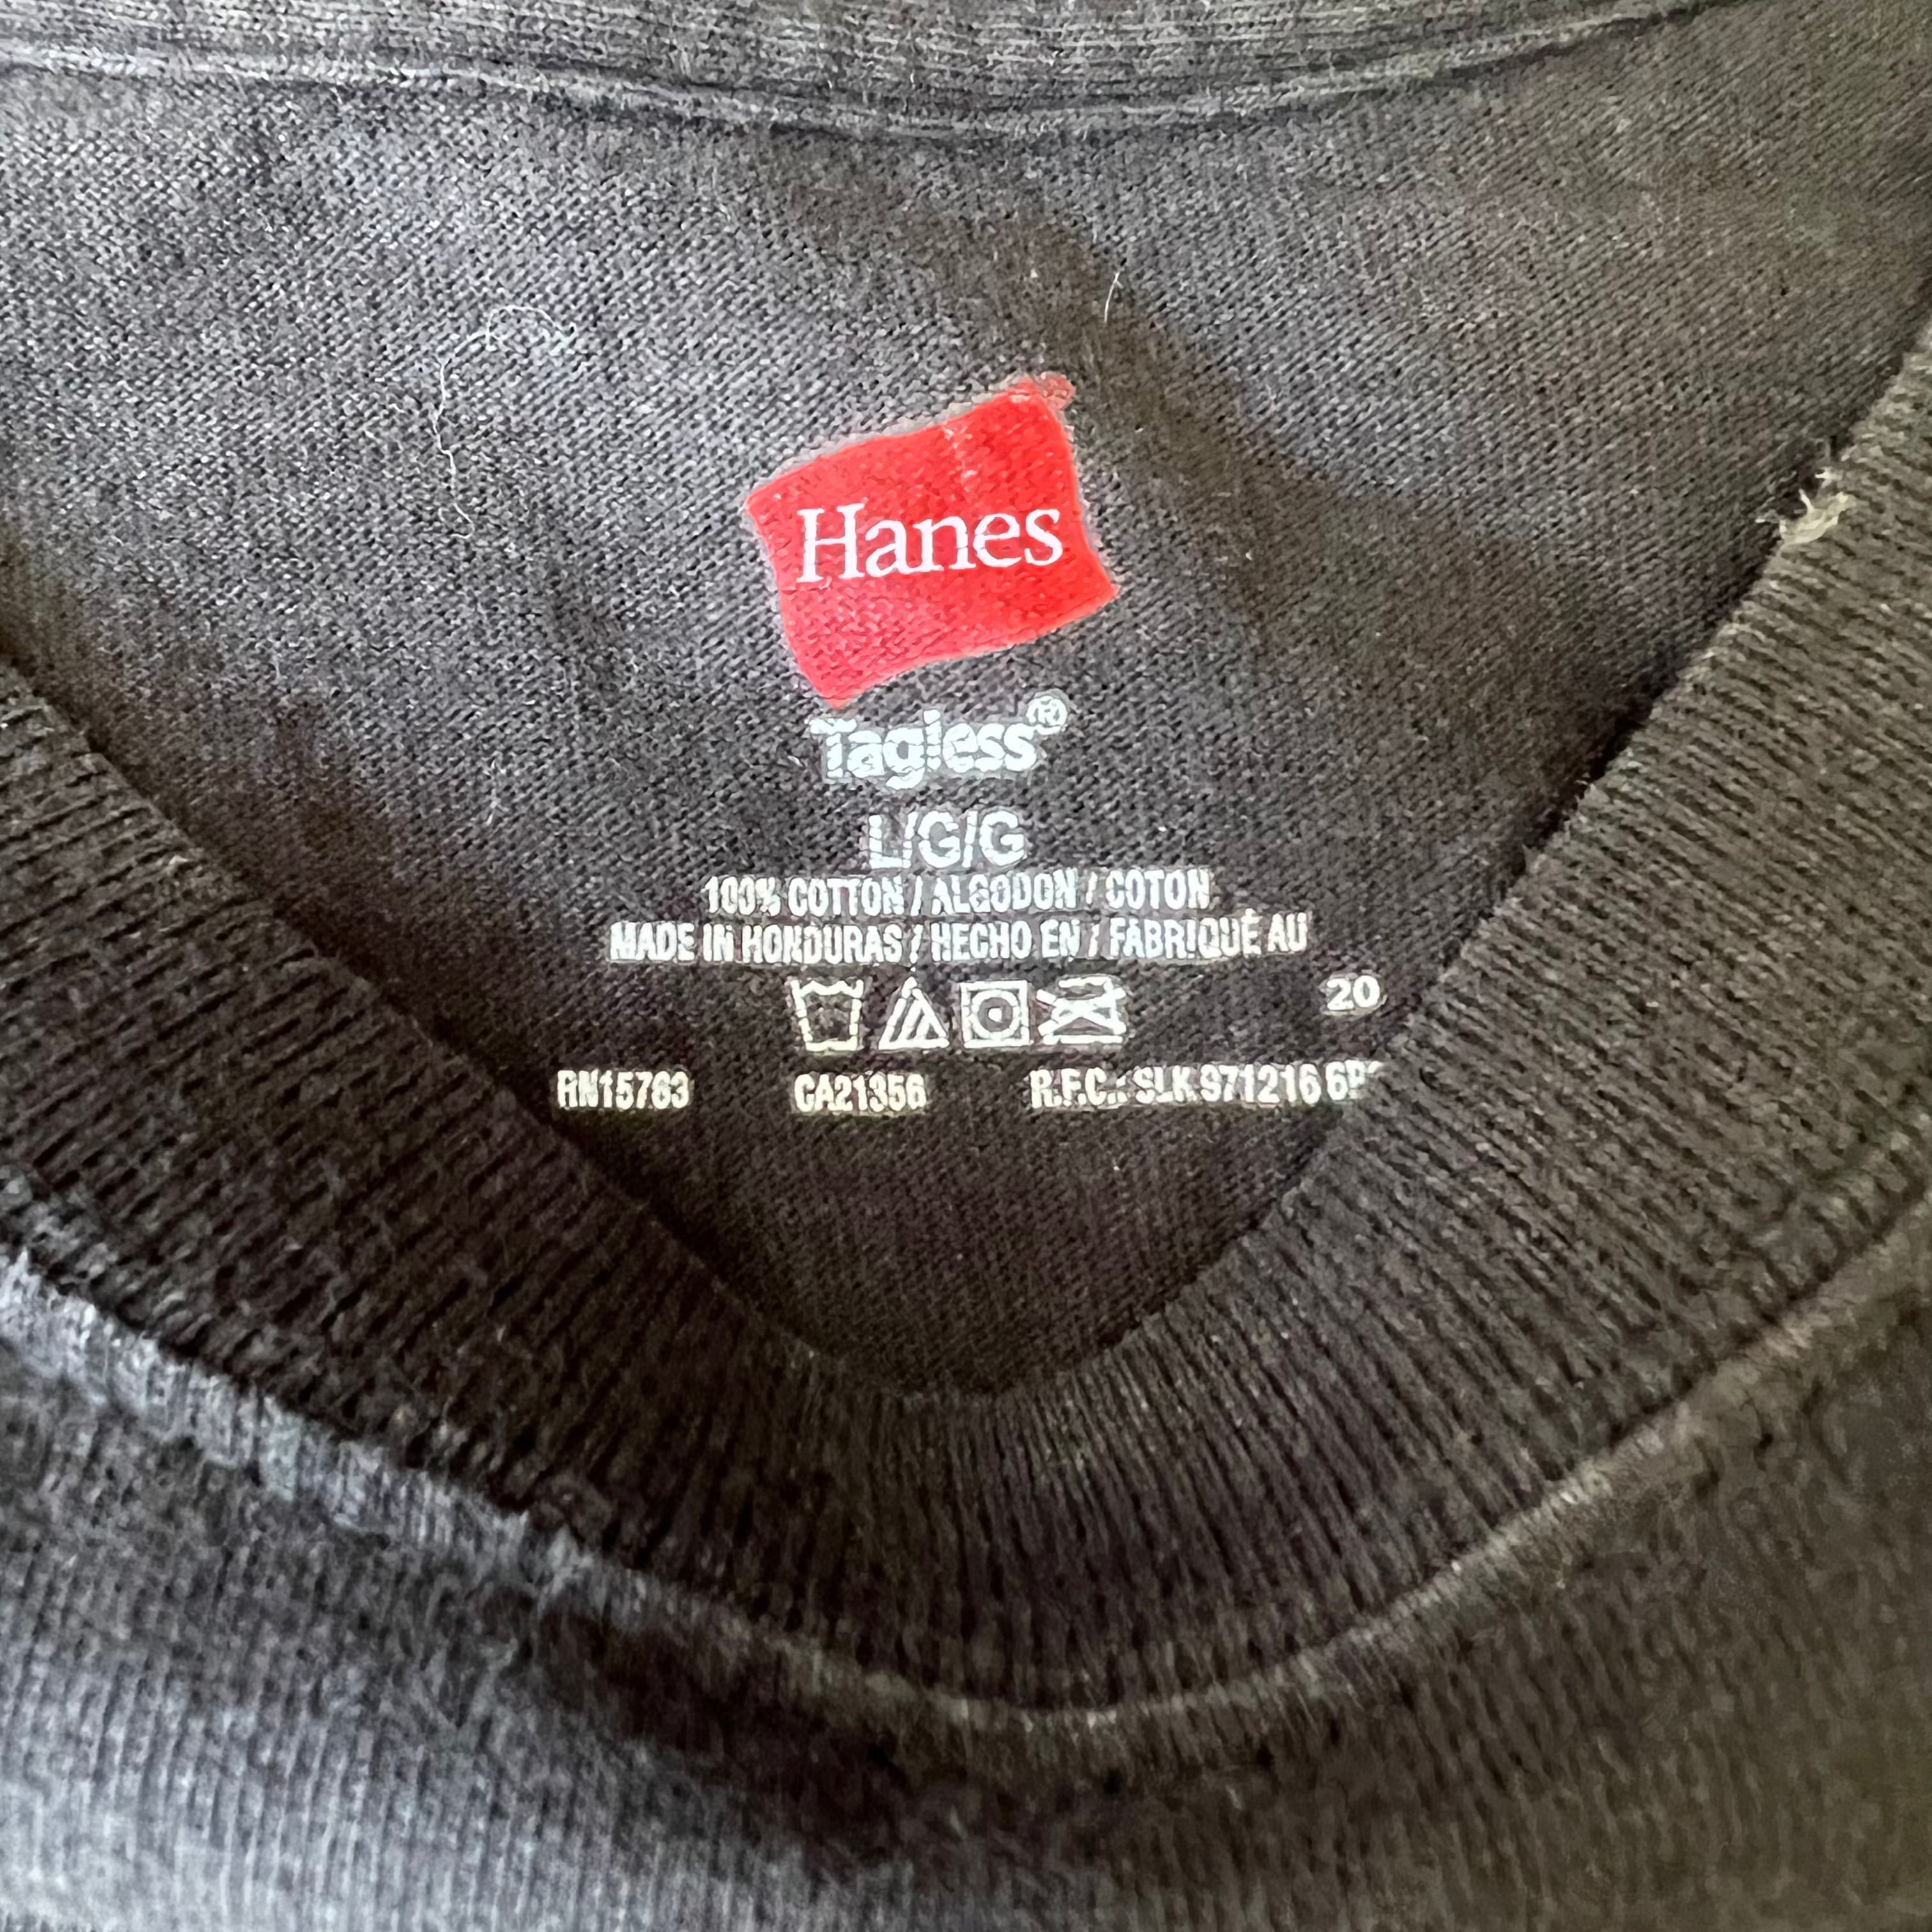 Hanes
Tagless®
L/G/G
100% COTTON / ALGODON / COTON
MADE IN HONDURAS / HECHO EN / FABRIQUÉ AU
20
RN15763 CA21356 R.F.C.: SLK 971216